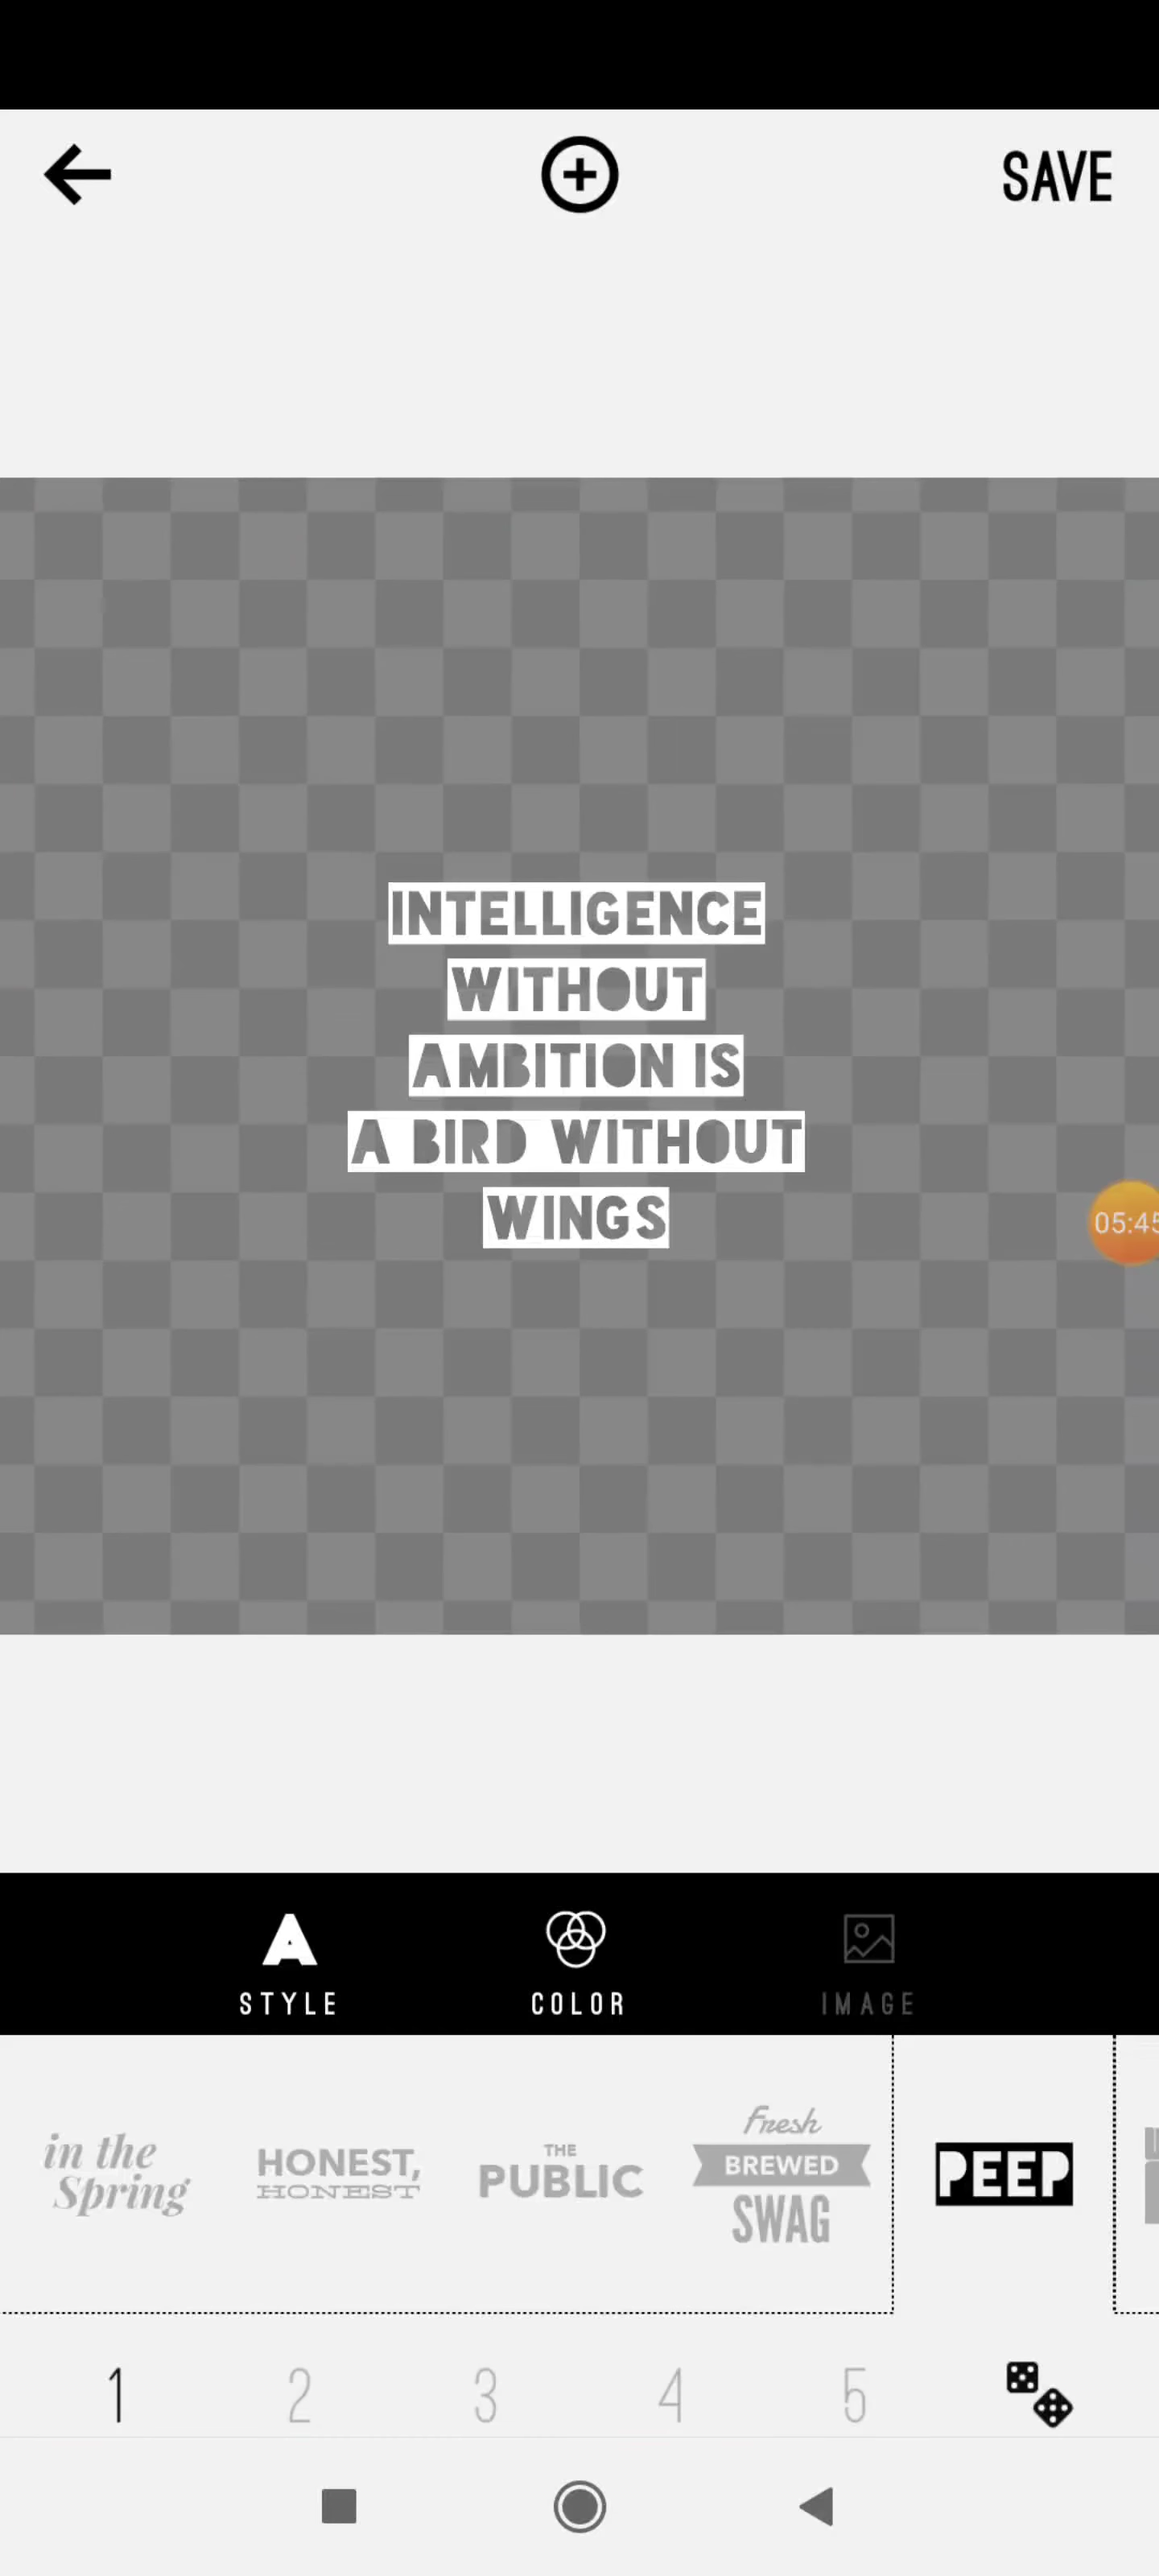 SAVE
INTELLIGENCE
WITHOUT
AMBITION IS
A BIRD WITHOUT
WINGS
05:45
STYLE
COLOR
IMAGE
in the
Spring
HONEST,
HONEST
THE
PUBLIC
Fresh
BREWED
SWAG
PEEP
1 2 3 4 5